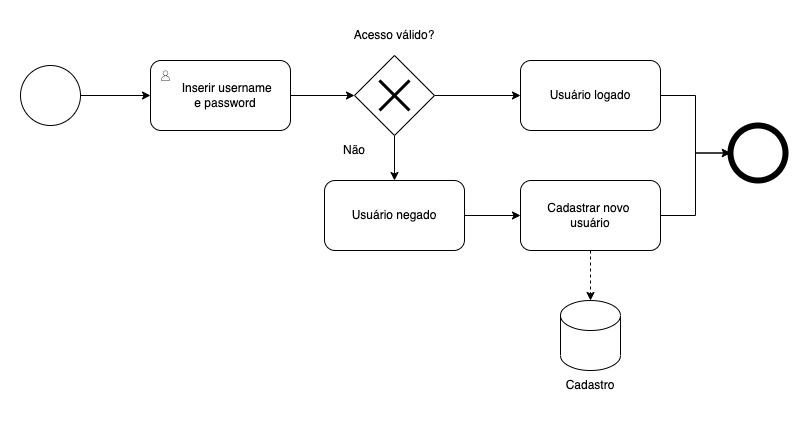 Acesso válido?
Inserir username
e password
Usuário logado
Não
Usuário negado
Cadastrar novo
usuário
Cadastro